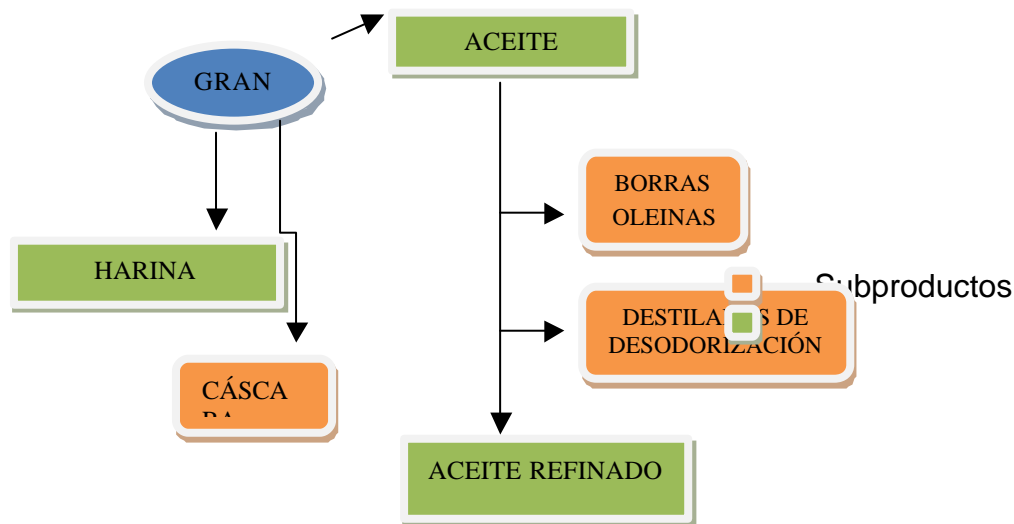 ACEITE
GRAN
BORRAS
OLEINAS
HARINA
Subproductos
DE
DESODORIZACIÓN
CÁSCA
ACEITE REFINADO